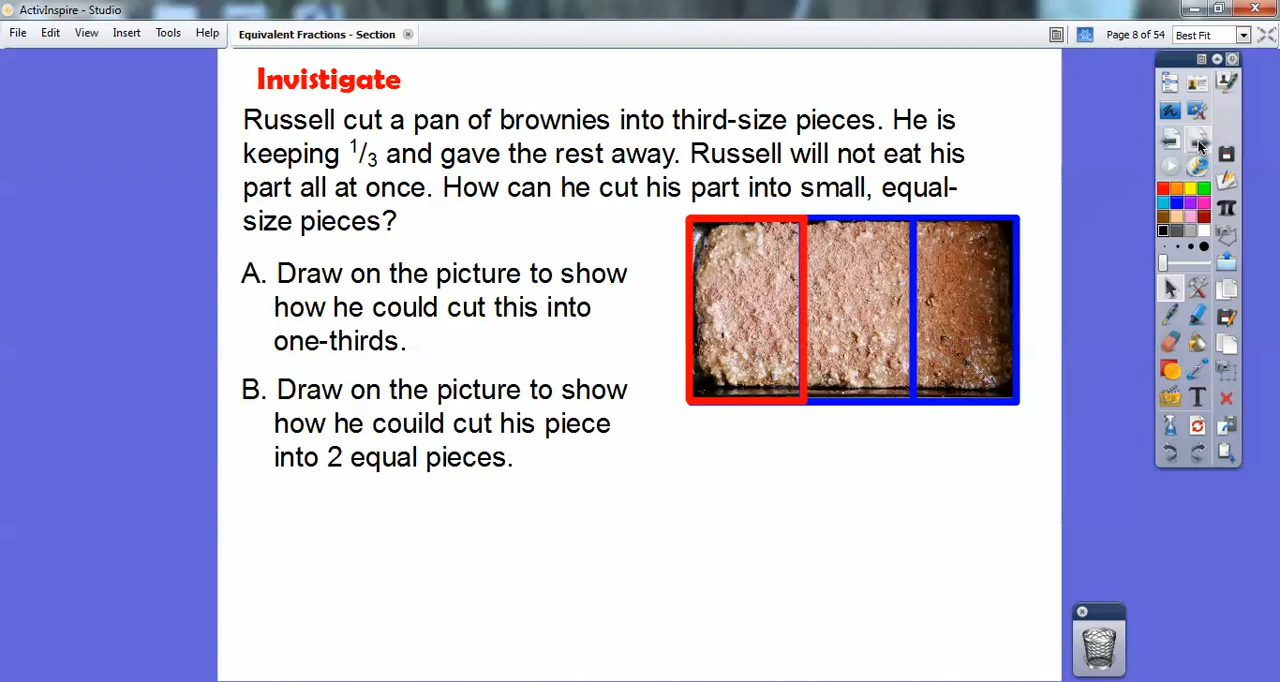 ActivInspire - Studio
File Edit View Insert Tools Help
Equivalent Fractions - Section
Page 8 of 54
Best Fit
Invistigate
Russell cut a pan of brownies into third-size pieces. He is
keeping 1/3 and gave the rest away. Russell will not eat his
part all at once. How can he cut his part into small, equal-
size pieces?
A. Draw on the picture to show
how he could cut this into
one-thirds.
B. Draw on the picture to show
how he couild cut his piece
into 2 equal pieces.